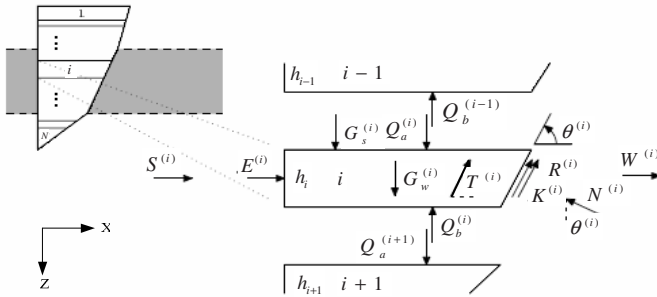 1
⋮
i
⋮
N
h_{i-1} i − 1
Q_b^{(i-1)}
G_s^{(i)} Q_a^{(i)}
θ^{(i)}
S^{(i)} E^{(i)}
h_i i G_w^{(i)} T^{(i)}
R^{(i)}
K^{(i)} N^{(i)}
W^{(i)}
θ^{(i)}
Q_b^{(i)}
Q_a^{(i+1)}
h_{i+1} i + 1
X
Z